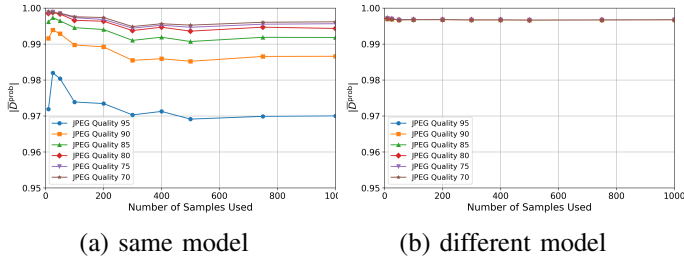 1.00
0.99
0.98
0.97
0.96
0.95
|D̅ᵖʳᵒᵇ|
JPEG Quality 95
JPEG Quality 90
JPEG Quality 85
JPEG Quality 80
JPEG Quality 75
JPEG Quality 70
0 200 400 600 800 1000
Number of Samples Used
(a) same model
1.00
0.99
0.98
0.97
0.96
0.95
|D̅ᵖʳᵒᵇ|
JPEG Quality 95
JPEG Quality 90
JPEG Quality 85
JPEG Quality 80
JPEG Quality 75
JPEG Quality 70
0 200 400 600 800 1000
Number of Samples Used
(b) different model